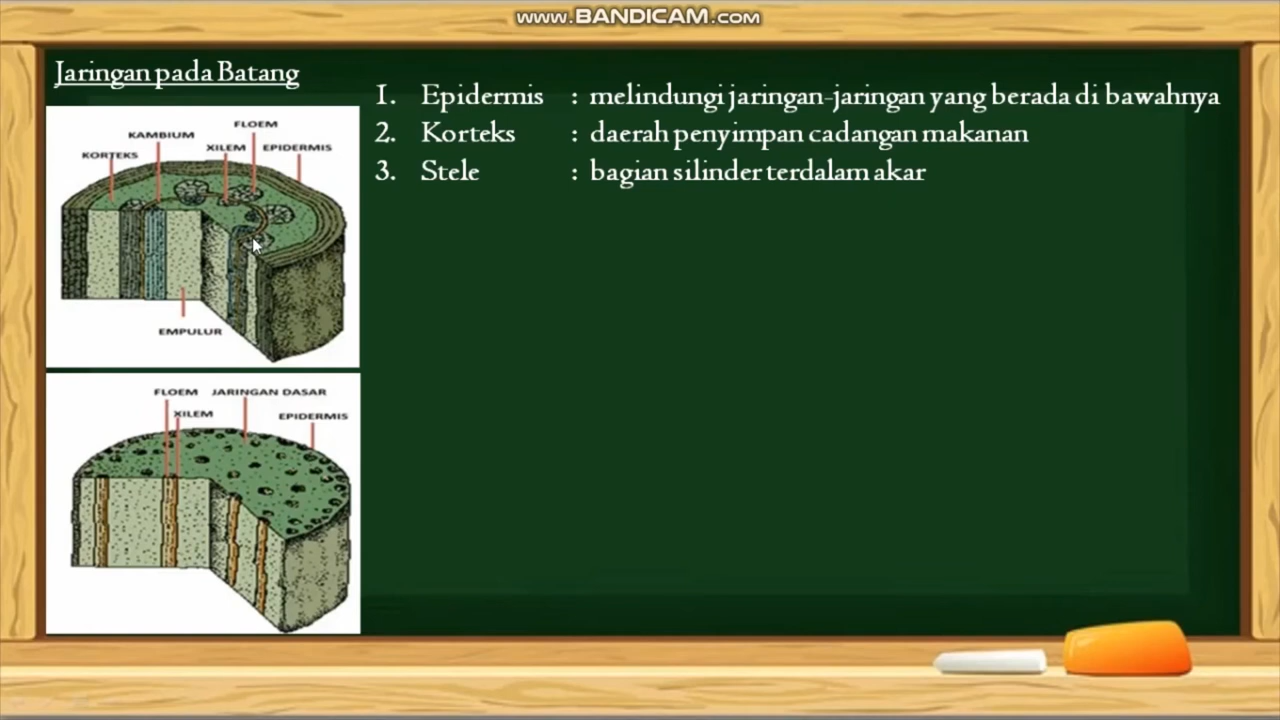 www.BANDICAM.com
Jaringan pada Batang
1. Epidermis : melindungi jaringan-jaringan yang berada di bawahnya
2. Korteks : daerah penyimpan cadangan makanan
3. Stele : bagian silinder terdalam akar
FLOEM
KAMBIUM
XILEM EPIDERMIS
KORTEKS
EMPULUR
FLOEM JARINGAN DASAR
XILEM EPIDERMIS